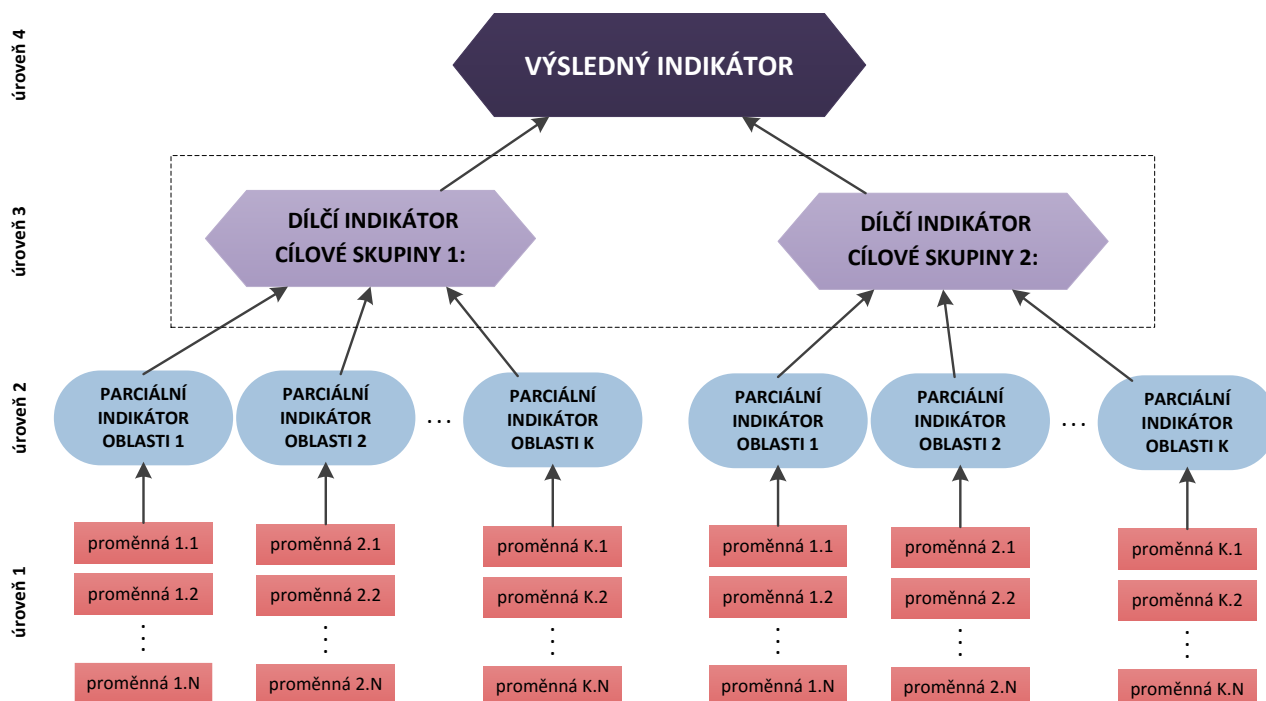 úroveň 4
VÝSLEDNÝ INDIKÁTOR
úroveň 3
DÍLČÍ INDIKÁTOR
CÍLOVÉ SKUPINY 1:
DÍLČÍ INDIKÁTOR
CÍLOVÉ SKUPINY 2:
úroveň 2
PARCIÁLNÍ
INDIKÁTOR
OBLASTI 1
PARCIÁLNÍ
INDIKÁTOR
OBLASTI 2
...
PARCIÁLNÍ
INDIKÁTOR
OBLASTI K
PARCIÁLNÍ
INDIKÁTOR
OBLASTI 1
PARCIÁLNÍ
INDIKÁTOR
OBLASTI 2
...
PARCIÁLNÍ
INDIKÁTOR
OBLASTI K
úroveň 1
proměnná 1.1
proměnná 1.2
⋮
proměnná 1.N
proměnná 2.1
proměnná 2.2
⋮
proměnná 2.N
proměnná K.1
proměnná K.2
⋮
proměnná K.N
proměnná 1.1
proměnná 1.2
⋮
proměnná 1.N
proměnná 2.1
proměnná 2.2
⋮
proměnná 2.N
proměnná K.1
proměnná K.2
⋮
proměnná K.N